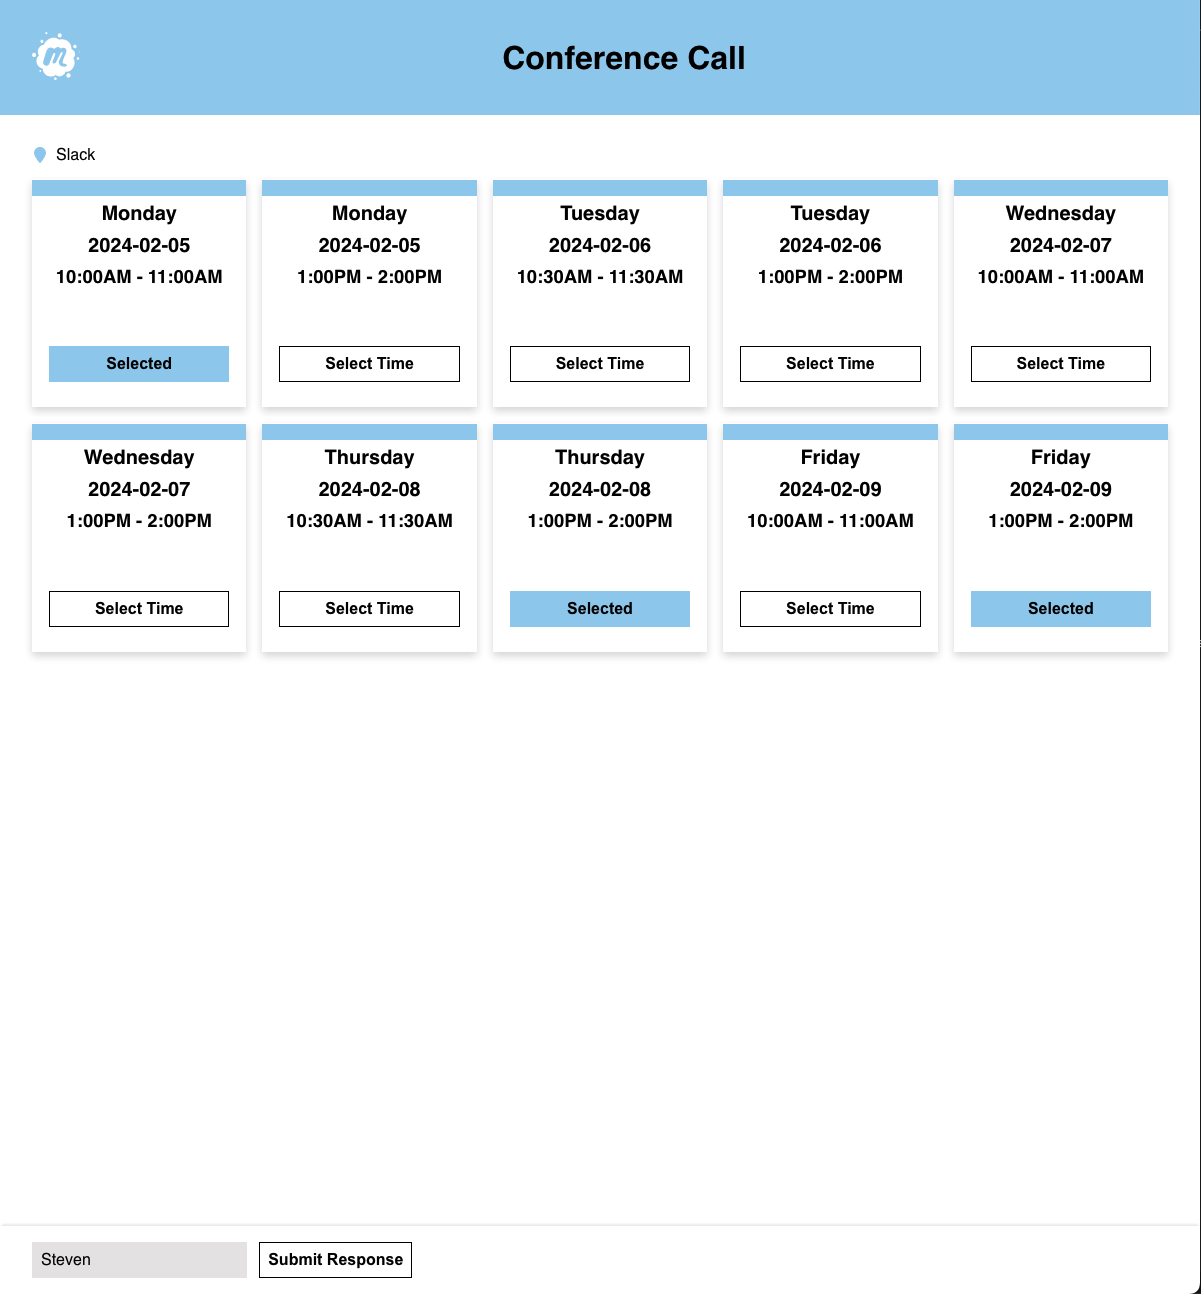 m
Conference Call
Slack
Monday
2024-02-05
10:00AM - 11:00AM
Selected
Monday
2024-02-05
1:00PM - 2:00PM
Select Time
Tuesday
2024-02-06
10:30AM - 11:30AM
Select Time
Tuesday
2024-02-06
1:00PM - 2:00PM
Select Time
Wednesday
2024-02-07
10:00AM - 11:00AM
Select Time
Wednesday
2024-02-07
1:00PM - 2:00PM
Select Time
Thursday
2024-02-08
10:30AM - 11:30AM
Select Time
Thursday
2024-02-08
1:00PM - 2:00PM
Selected
Friday
2024-02-09
10:00AM - 11:00AM
Select Time
Friday
2024-02-09
1:00PM - 2:00PM
Selected
Steven
Submit Response